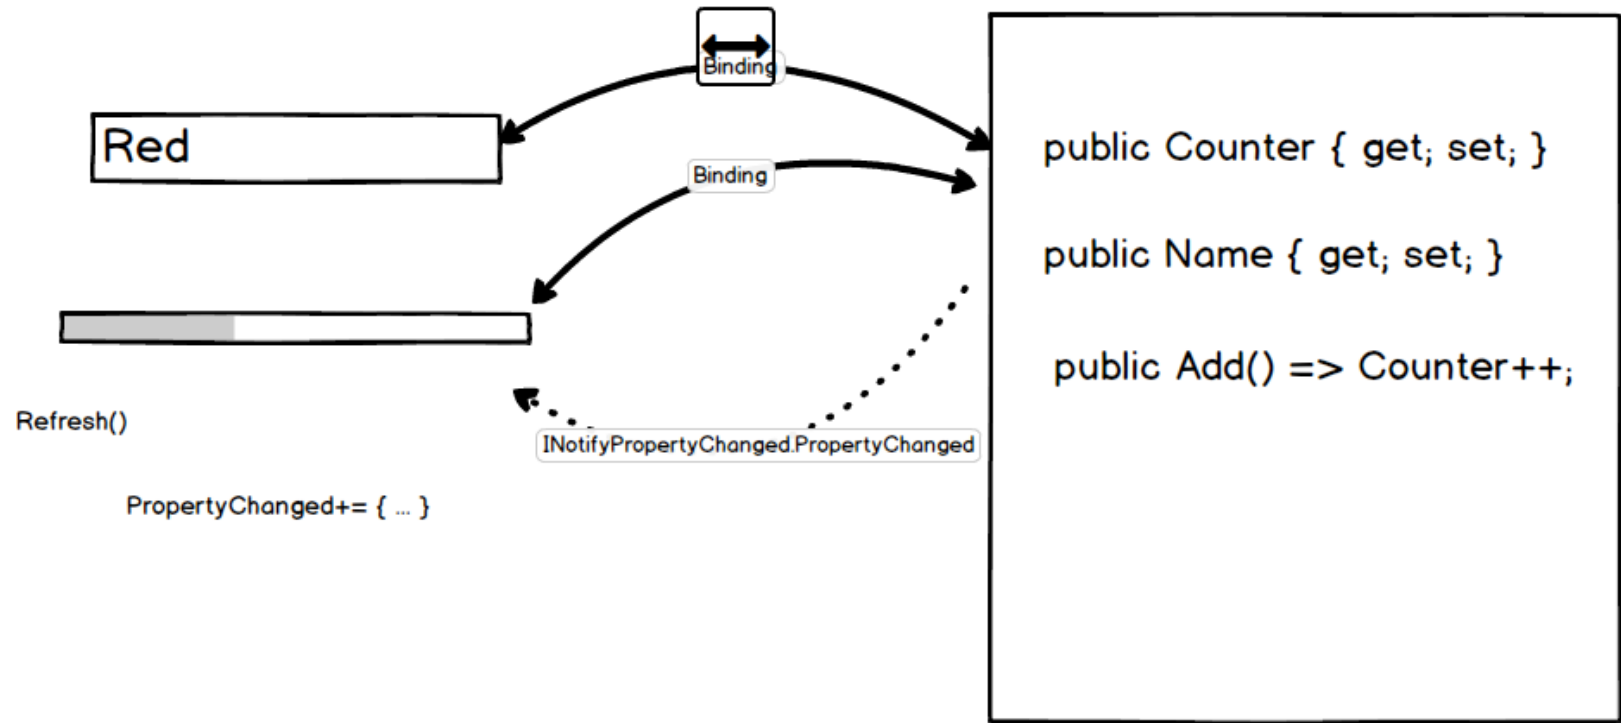 Binding
Red
public Counter { get; set; }
Binding
public Name { get; set; }
public Add() => Counter++;
Refresh()
INotifyPropertyChanged.PropertyChanged
PropertyChanged+= { ... }